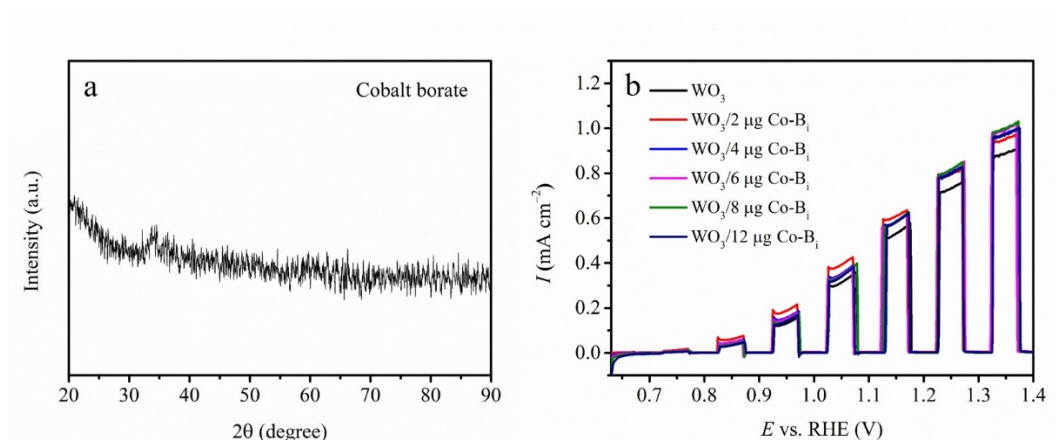 a
Cobalt borate
Intensity (a.u.)
20 30 40 50 60 70 80 90
2θ (degree)
b
WO₃
WO₃/2 μg Co-Bᵢ
WO₃/4 μg Co-Bᵢ
WO₃/6 μg Co-Bᵢ
WO₃/8 μg Co-Bᵢ
WO₃/12 μg Co-Bᵢ
I (mA cm⁻²)
1.2
1.0
0.8
0.6
0.4
0.2
0.0
0.7 0.8 0.9 1.0 1.1 1.2 1.3 1.4
E vs. RHE (V)